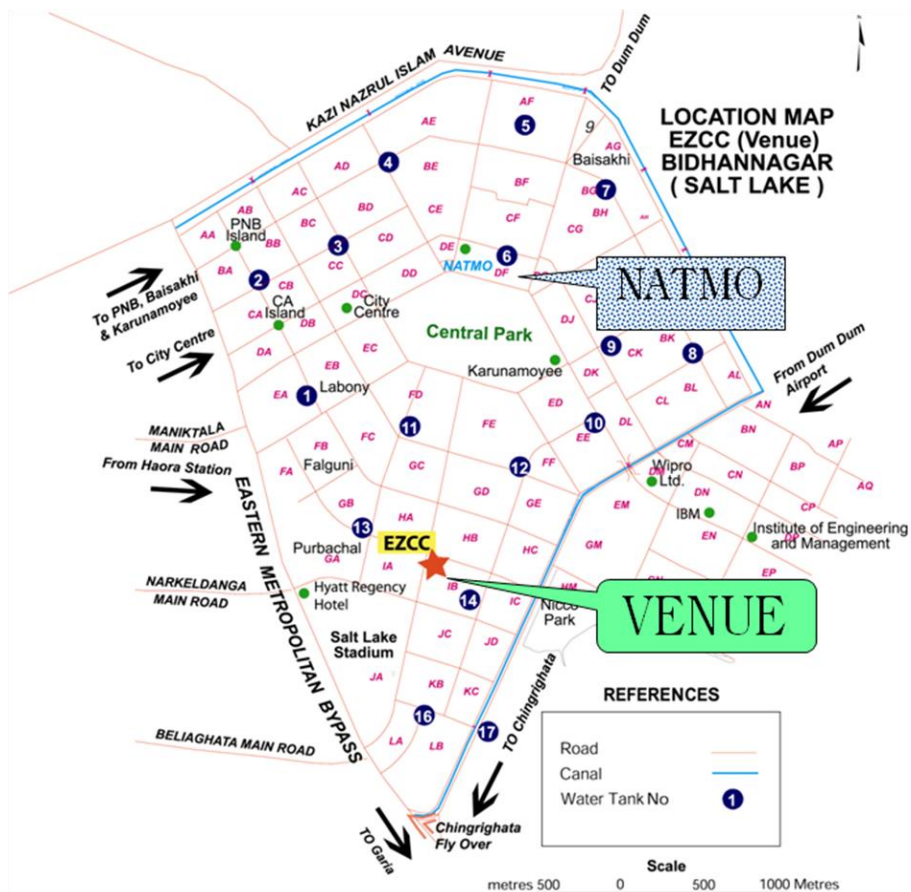 KAZI NAZRUL ISLAM AVENUE
TO Dum Dum
LOCATION MAP
EZCC (Venue)
BIDHANNAGAR
( SALT LAKE )
AF
5
9
AE
AG
Baisakhi
4
AD
BE
BF
BG
7
AC
BH
AB
BD
CE
CF
CG
AA
PNB
Island
BC
BB
3
CD
DE
6
NATMO
DF
BA
2
CC
DD
NATMO
CB
DC
City
Centre
To PNB, Baisakhi
& Karunamoyee
CA
CA
Island
DB
Central Park
DJ
9
CK
BK
8
To City Centre
DA
EC
EB
Karunamoyee
DK
BL
AL
From Dum Dum
Airport
EA
1
Labony
FD
ED
CL
AN
11
FE
10
DL
BN
MANIKTALA
MAIN ROAD
FB
FC
EE
CM
AP
From Haora Station
FA
Falguni
GC
12
FF
Wipro
Ltd.
DM
CN
BP
AQ
GD
GE
EM
DN
CP
GB
HA
IBM
13
EZCC
HB
EN
DP
Institute of Engineering
and Management
Purbachal
GA
IA
HC
GM
EP
EASTERN METROPOLITAN BYPASS
NARKELDANGA
MAIN ROAD
Hyatt Regency
Hotel
IB
14
IC
HM
GN
Nicco
Park
VENUE
Salt Lake
Stadium
JC
JD
JA
KB
KC
16
17
TO Chingrighata
BELIAGHATA MAIN ROAD
LA
LB
TO Garia
Chingrighata
Fly Over
REFERENCES
Road
Canal
Water Tank No
1
Scale
metres 500 0 500 1000 Metres